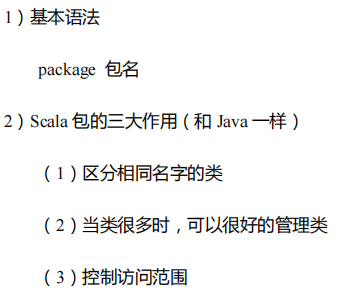 1）基本语法
package 包名
2）Scala 包的三大作用（和 Java 一样）
（1）区分相同名字的类
（2）当类很多时，可以很好的管理类
（3）控制访问范围